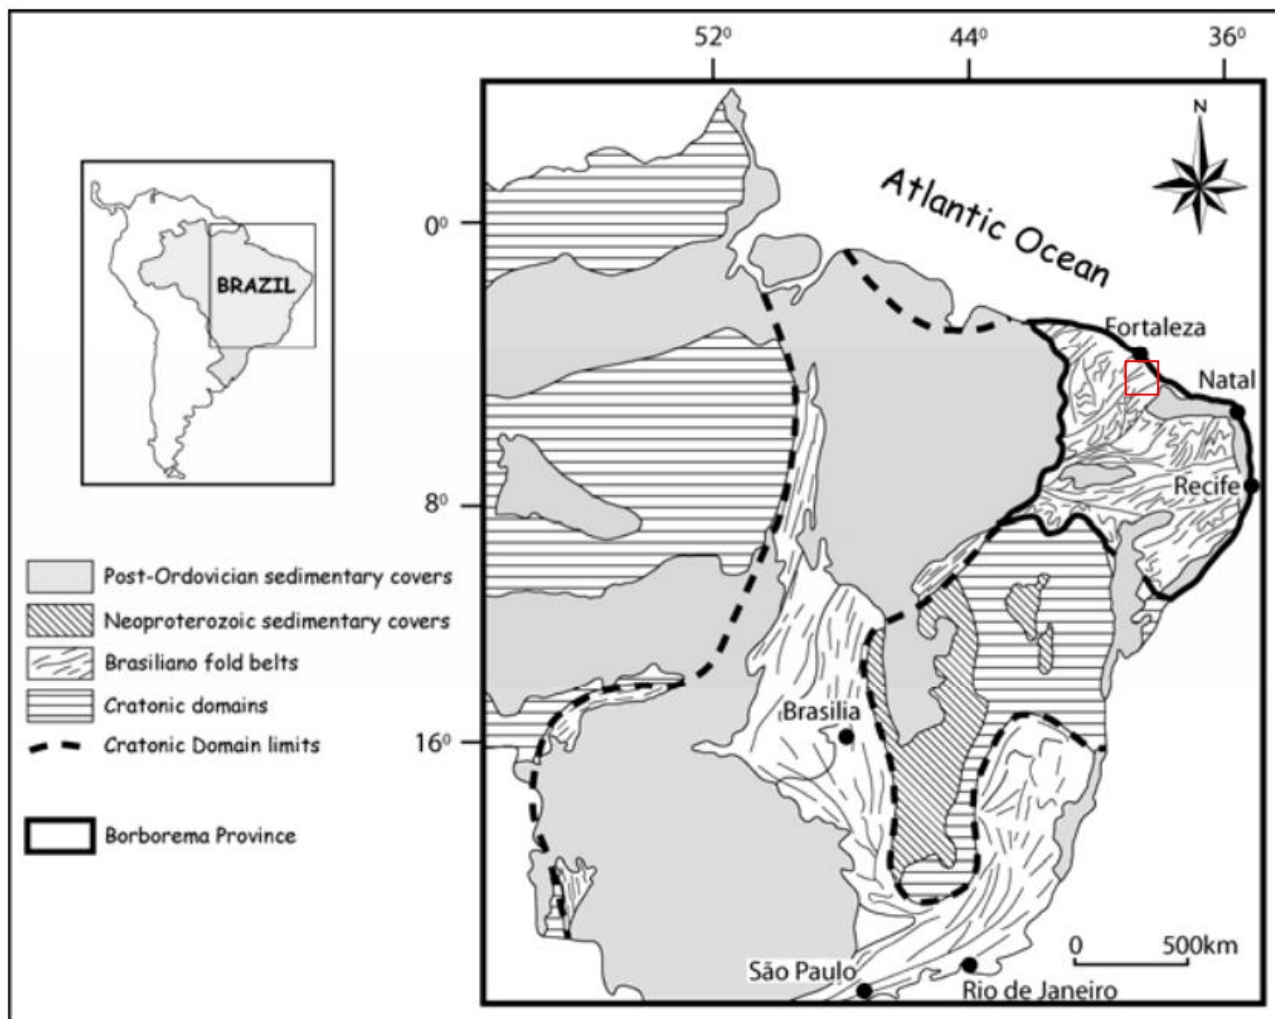 52⁰
44⁰
36⁰
N
Atlantic Ocean
0⁰
Fortaleza
Natal
BRAZIL
Recife
8⁰
Post-Ordovician sedimentary covers
Neoproterozoic sedimentary covers
Brasiliano fold belts
Cratonic domains
Cratonic Domain limits
Brasilia
16⁰
Borborema Province
0 500km
São Paulo
Rio de Janeiro